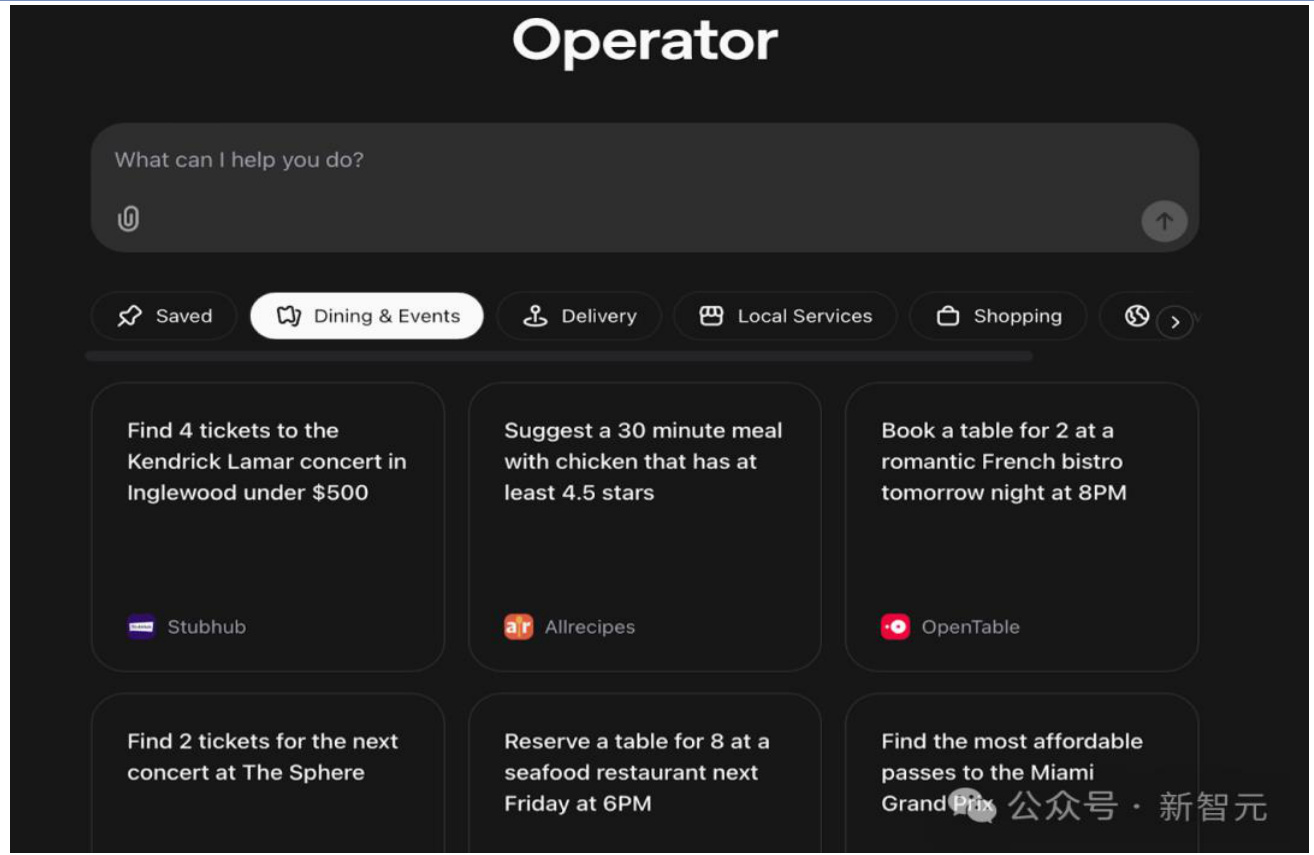 Operator
What can I help you do?
Saved
Dining & Events
Delivery
Local Services
Shopping
Find 4 tickets to the
Kendrick Lamar concert in
Inglewood under $500
Stubhub
Suggest a 30 minute meal
with chicken that has at
least 4.5 stars
Allrecipes
Book a table for 2 at a
romantic French bistro
tomorrow night at 8PM
OpenTable
Find 2 tickets for the next
concert at The Sphere
Reserve a table for 8 at a
seafood restaurant next
Friday at 6PM
Find the most affordable
passes to the Miami
Grand Prix
公众号 · 新智元